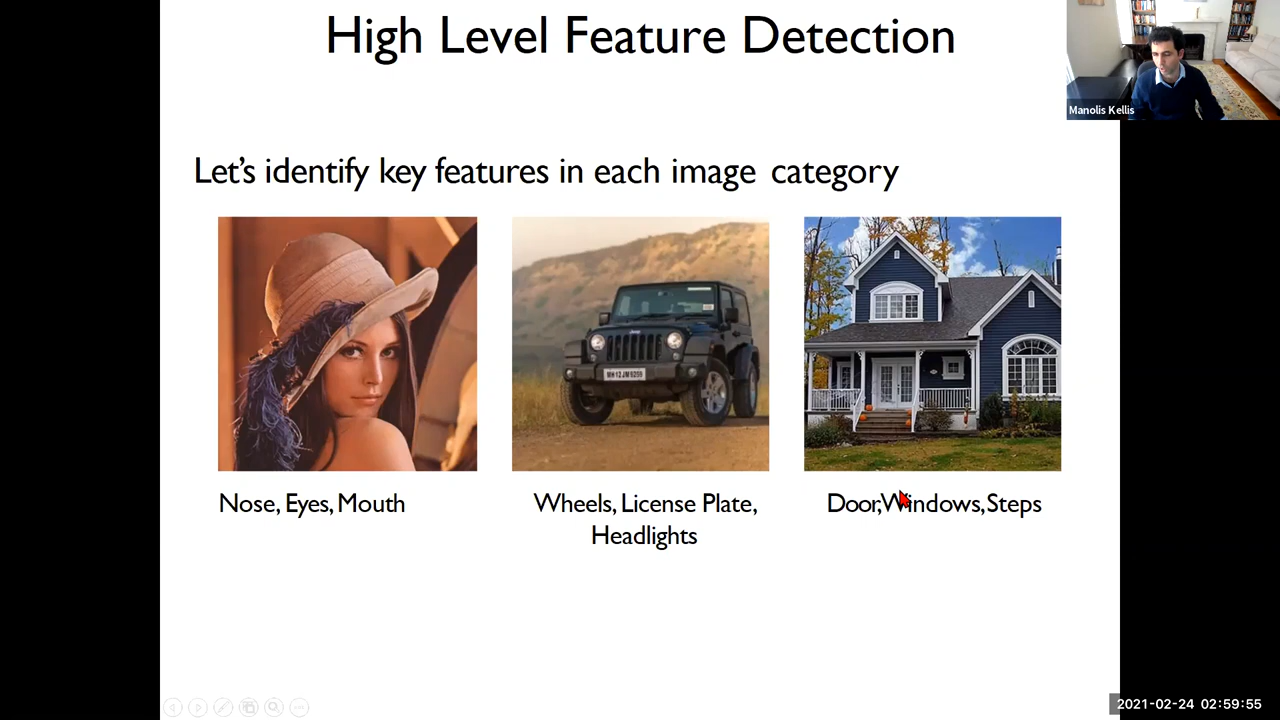 High Level Feature Detection
Manolis Kellis
Let's identify key features in each image category
MH12JM9259
Nose, Eyes, Mouth
Wheels, License Plate,
Headlights
Door,Windows,Steps
2021-02-24 02:59:55